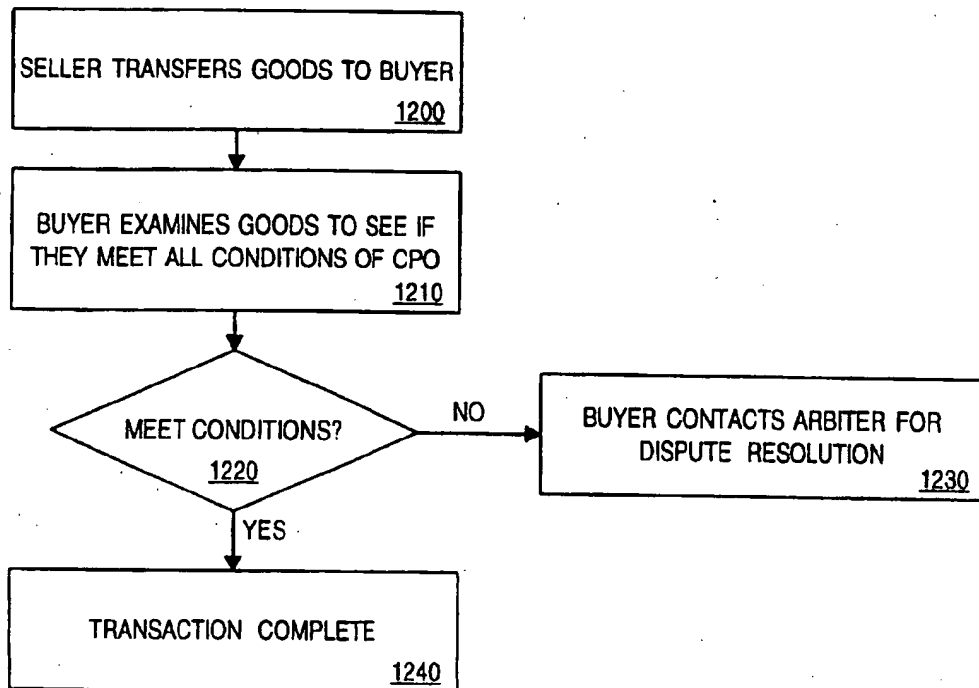 SELLER TRANSFERS GOODS TO BUYER
1200
BUYER EXAMINES GOODS TO SEE IF
THEY MEET ALL CONDITIONS OF CPO
1210
MEET CONDITIONS?
1220
NO
BUYER CONTACTS ARBITER FOR
DISPUTE RESOLUTION
1230
YES
TRANSACTION COMPLETE
1240